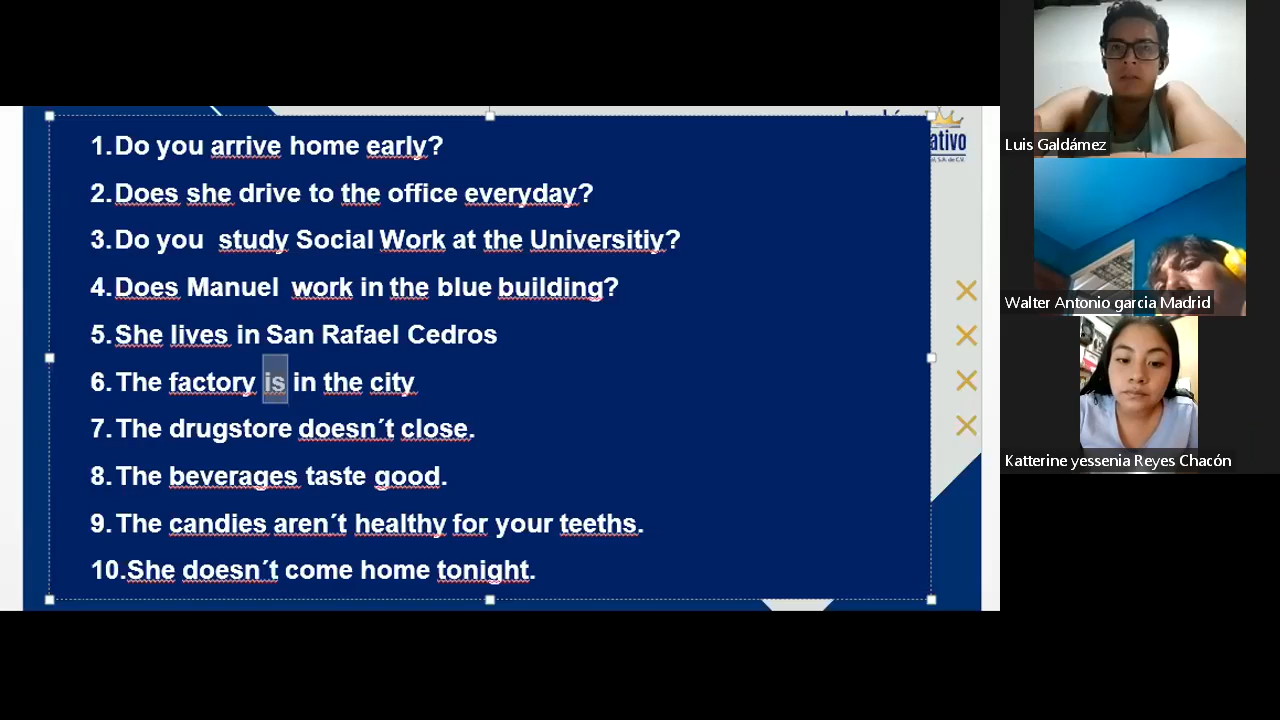 1.Do you arrive home early?
2.Does she drive to the office everyday?
3.Do you study Social Work at the Universitiy?
4.Does Manuel work in the blue building?
5.She lives in San Rafael Cedros
6.The factory is in the city
7.The drugstore doesn´t close.
8.The beverages taste good.
9.The candies aren´t healthy for your teeths.
10.She doesn´t come home tonight.
ativo
S.A. de C.V.
Luis Galdámez
Walter Antonio garcia Madrid
Katterine yessenia Reyes Chacón